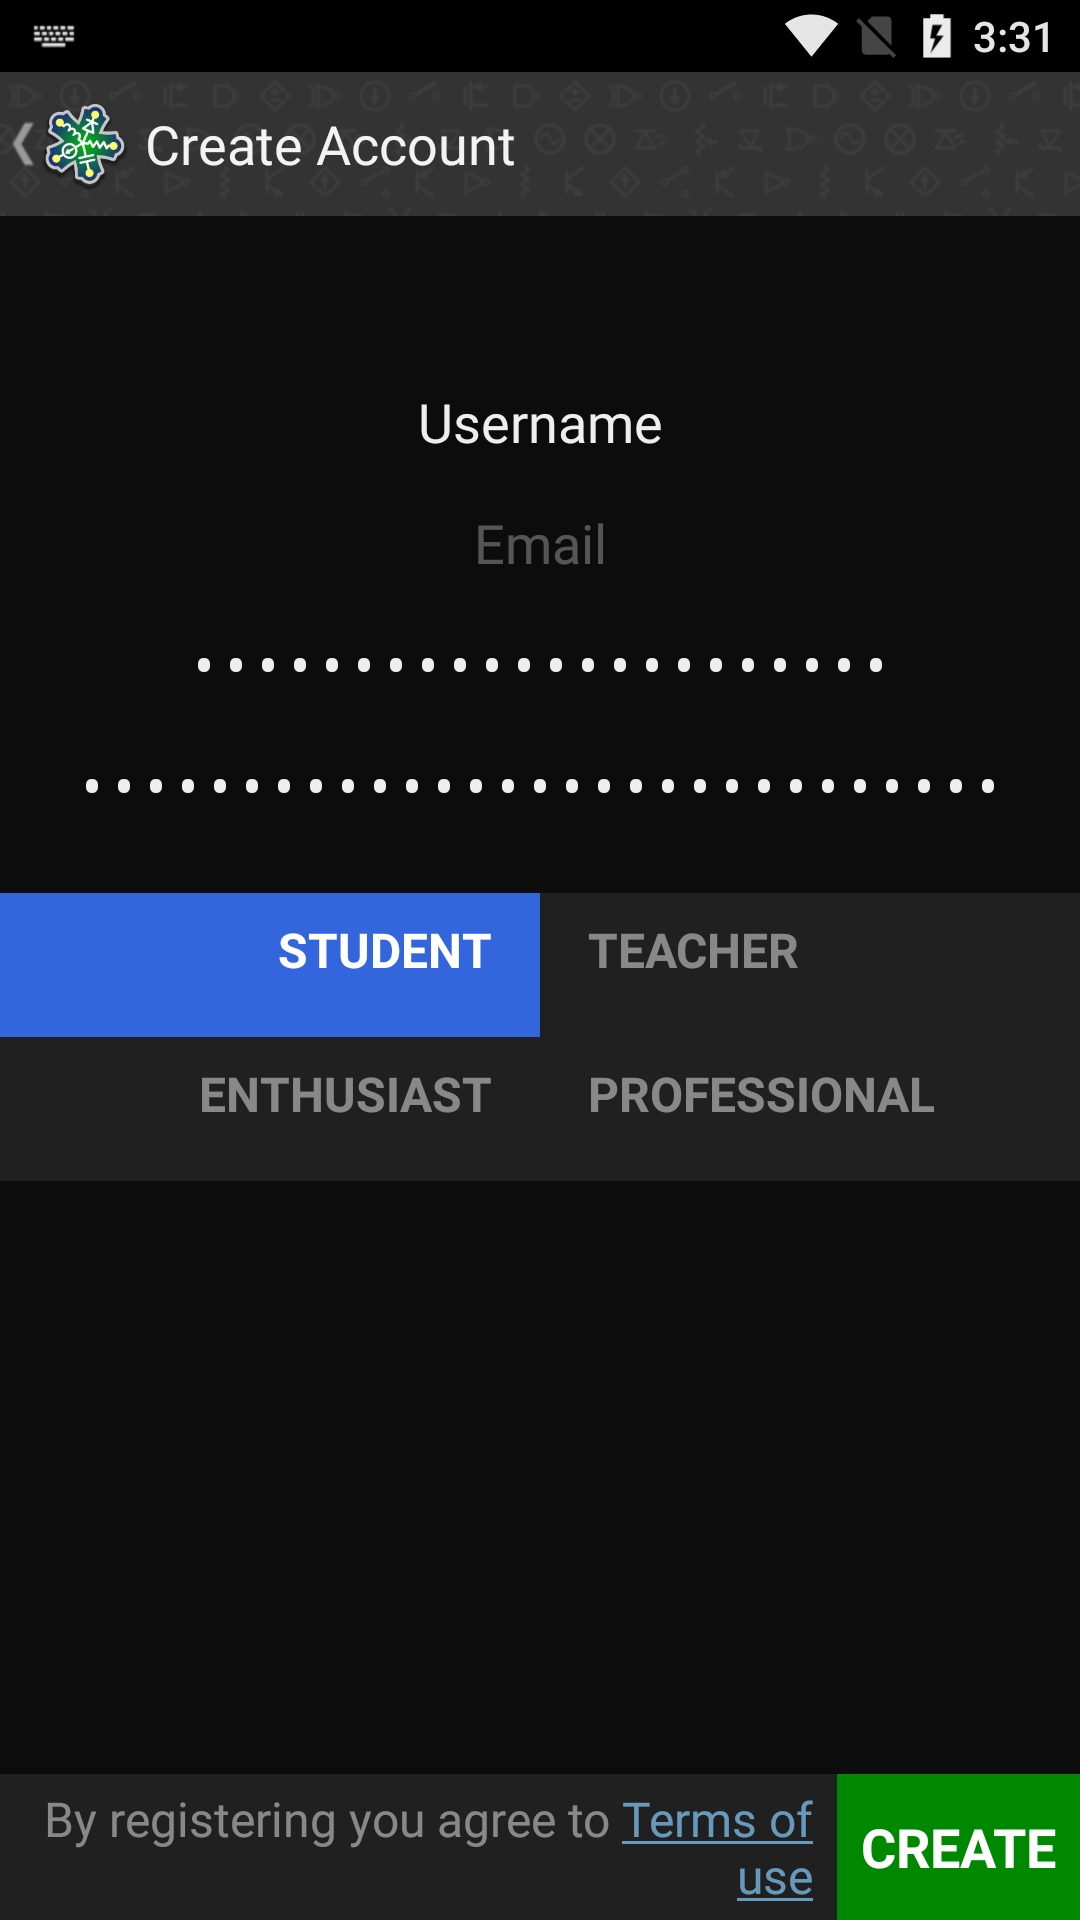 3:31
Create Account
Username
Email
STUDENT
TEACHER
ENTHUSIAST
PROFESSIONAL
By registering you agree to Terms of
use
CREATE